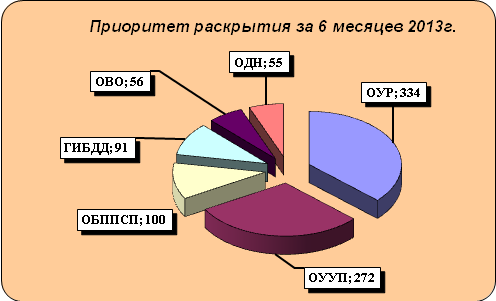 Приоритет раскрытия за 6 месяцев 2013г.
ОДН; 55
ОВО; 56
ОУР; 334
ГИБДД; 91
ОБППСП; 100
ОУУП; 272